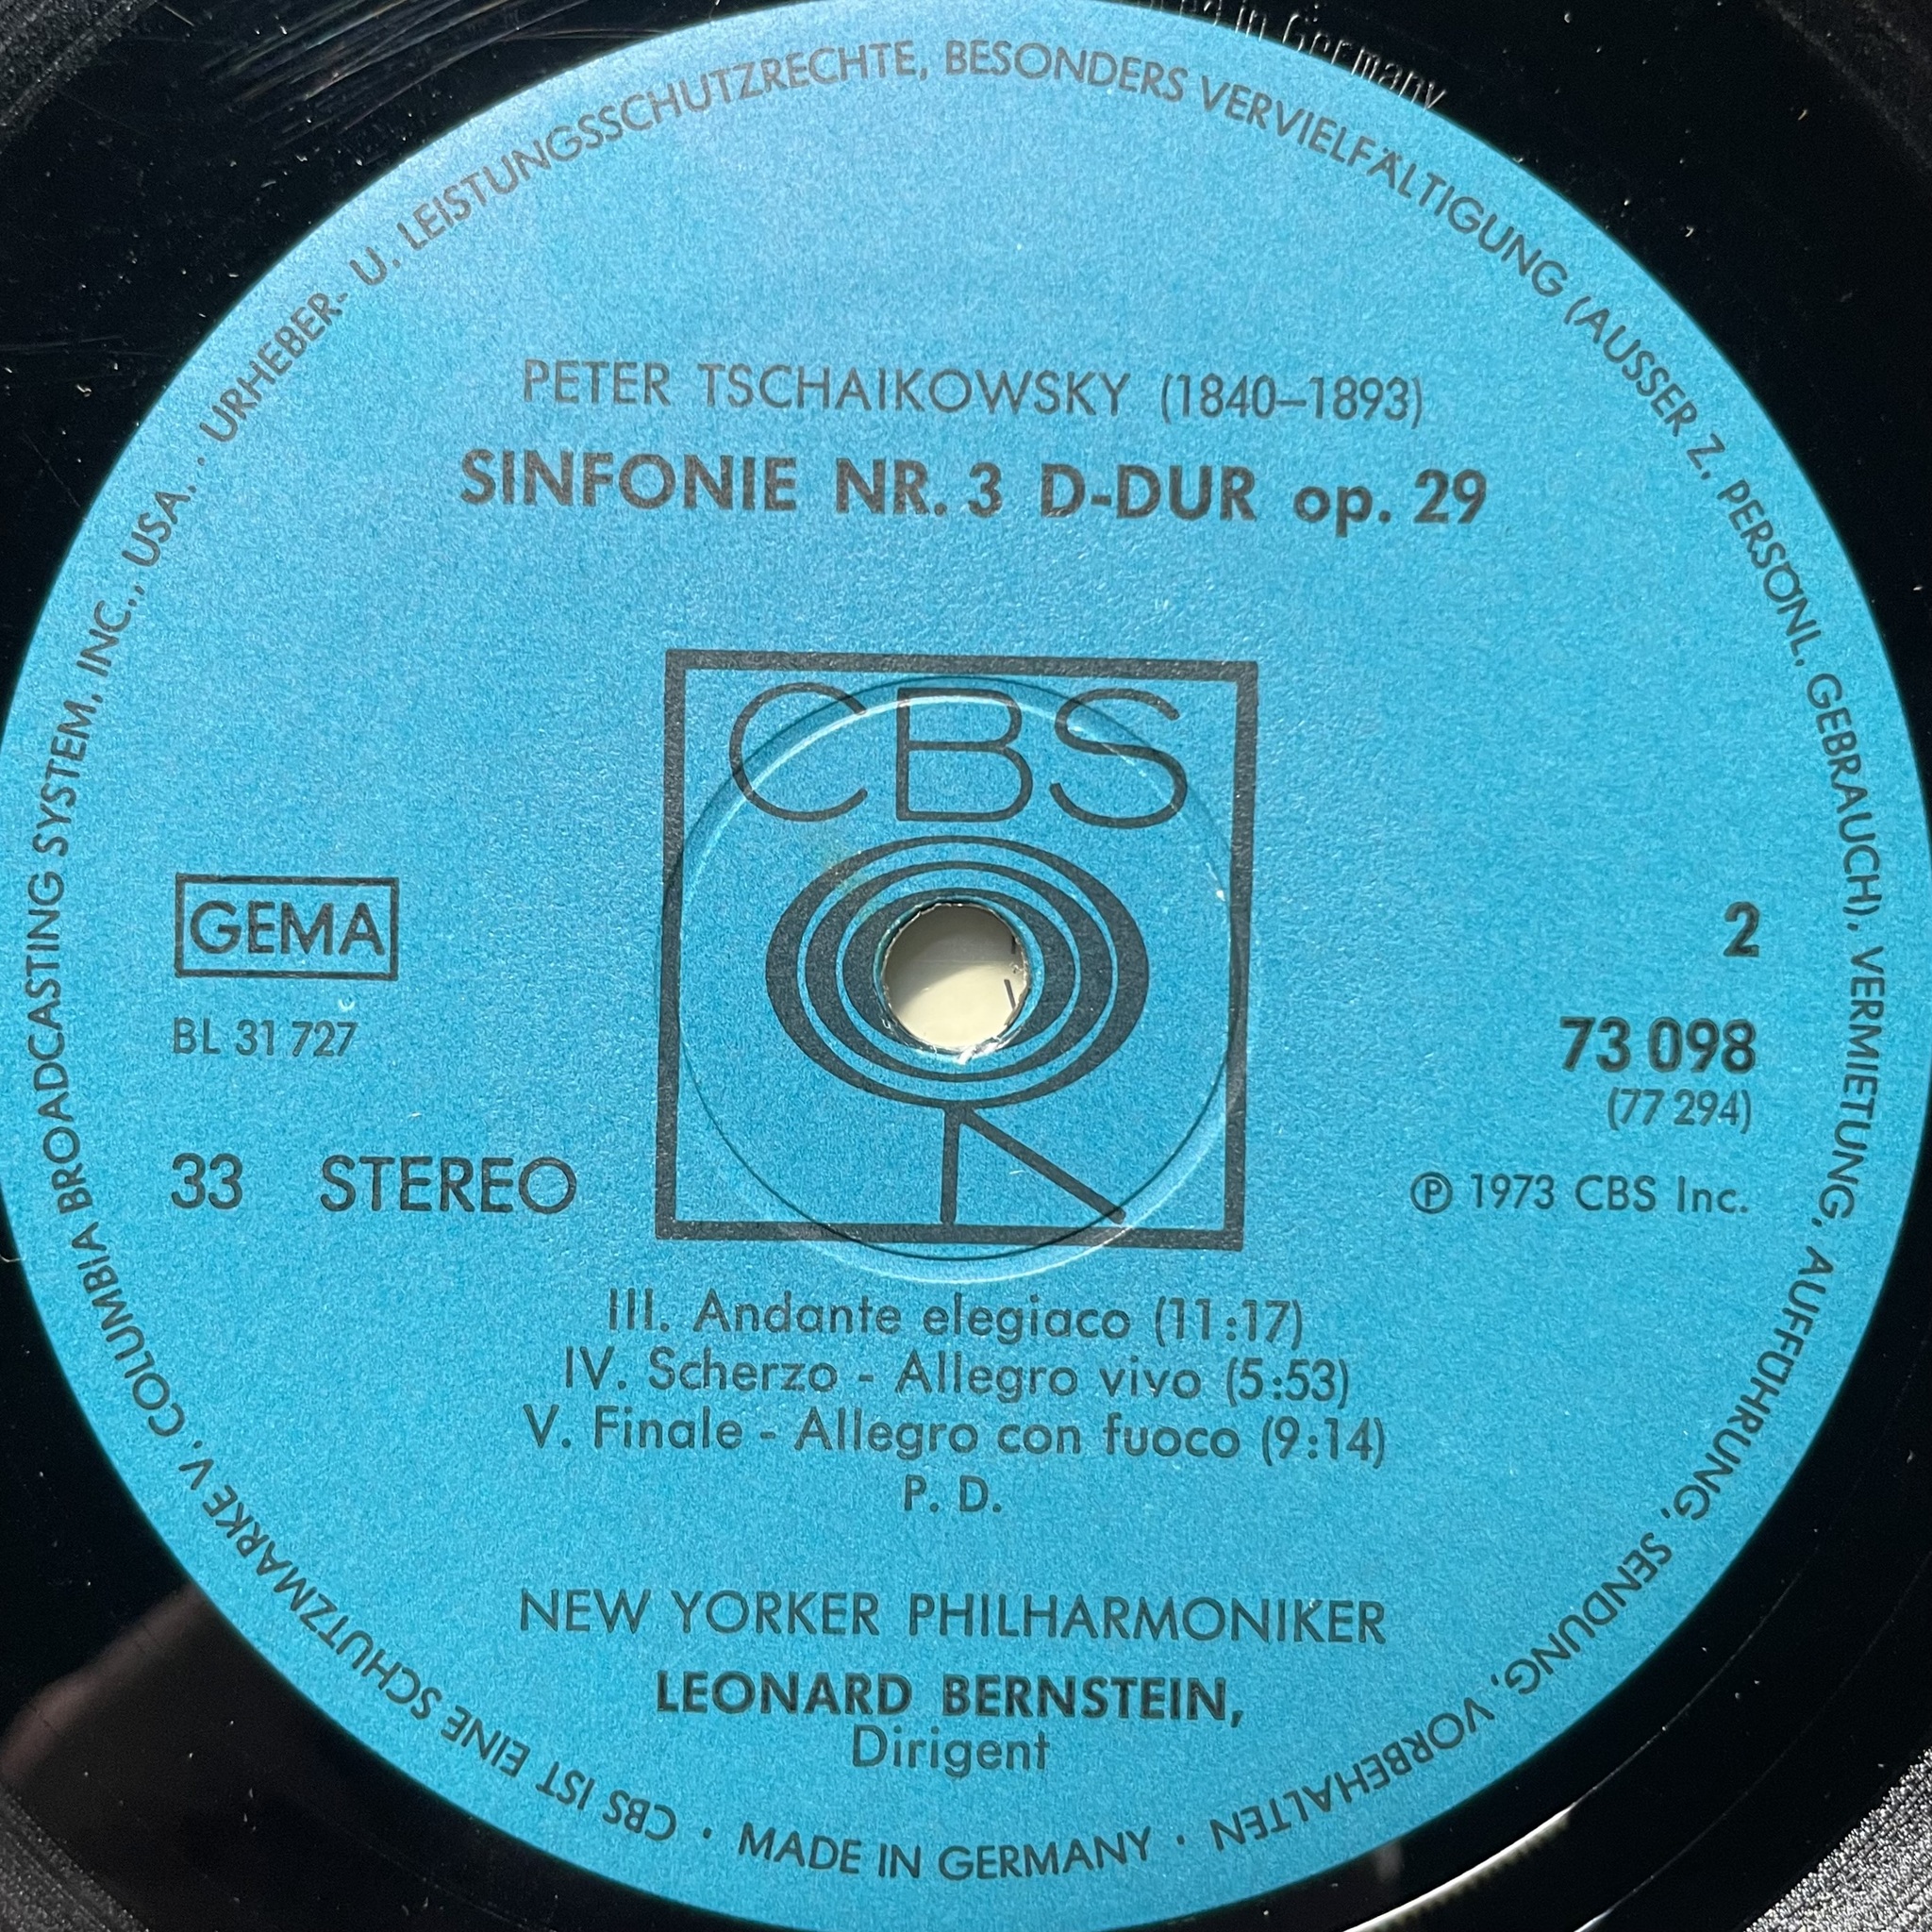 in Germany
URHEBER- U. LEISTUNGSSCHUTZRECHTE, BESONDERS VERVIELFÄLTIGUNG (AUSSER Z. PERSÖNL. GEBRAUCH), VERMIETUNG, AUFFÜHRUNG, SENDUNG, VORBEHALTEN · MADE IN GERMANY · CBS IST EINE SCHUTZMARKE V. COLUMBIA BROADCASTING SYSTEM, INC., USA. ·
PETER TSCHAIKOWSKY (1840–1893)
SINFONIE NR. 3 D-DUR op. 29
CBS
GEMA
BL 31 727
33 STEREO
2
73 098
(77 294)
℗ 1973 CBS Inc.
III. Andante elegiaco (11:17)
IV. Scherzo - Allegro vivo (5:53)
V. Finale - Allegro con fuoco (9:14)
P. D.
NEW YORKER PHILHARMONIKER
LEONARD BERNSTEIN,
Dirigent